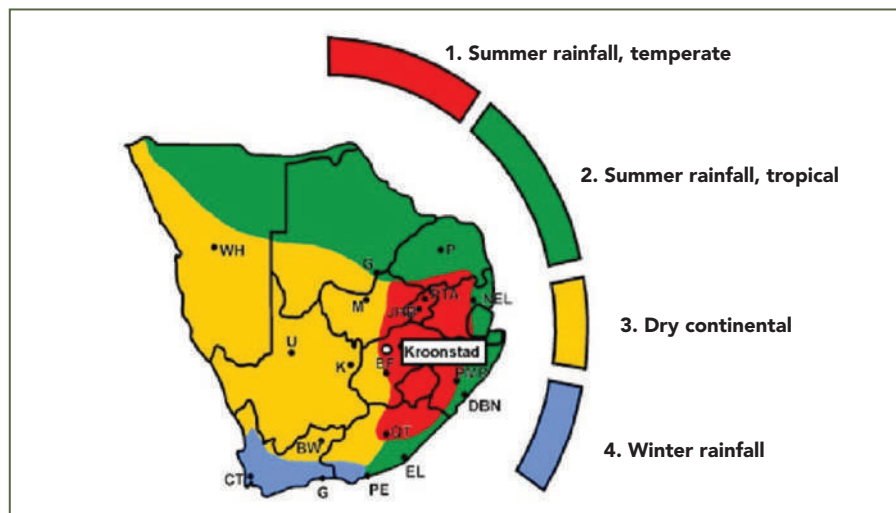 1. Summer rainfall, temperate
2. Summer rainfall, tropical
WH
P
G
PTA
NEL
M
JHB
U
Kroonstad
3. Dry continental
K
BF
PMB
DBN
QT
BW
4. Winter rainfall
EL
CT
G
PE